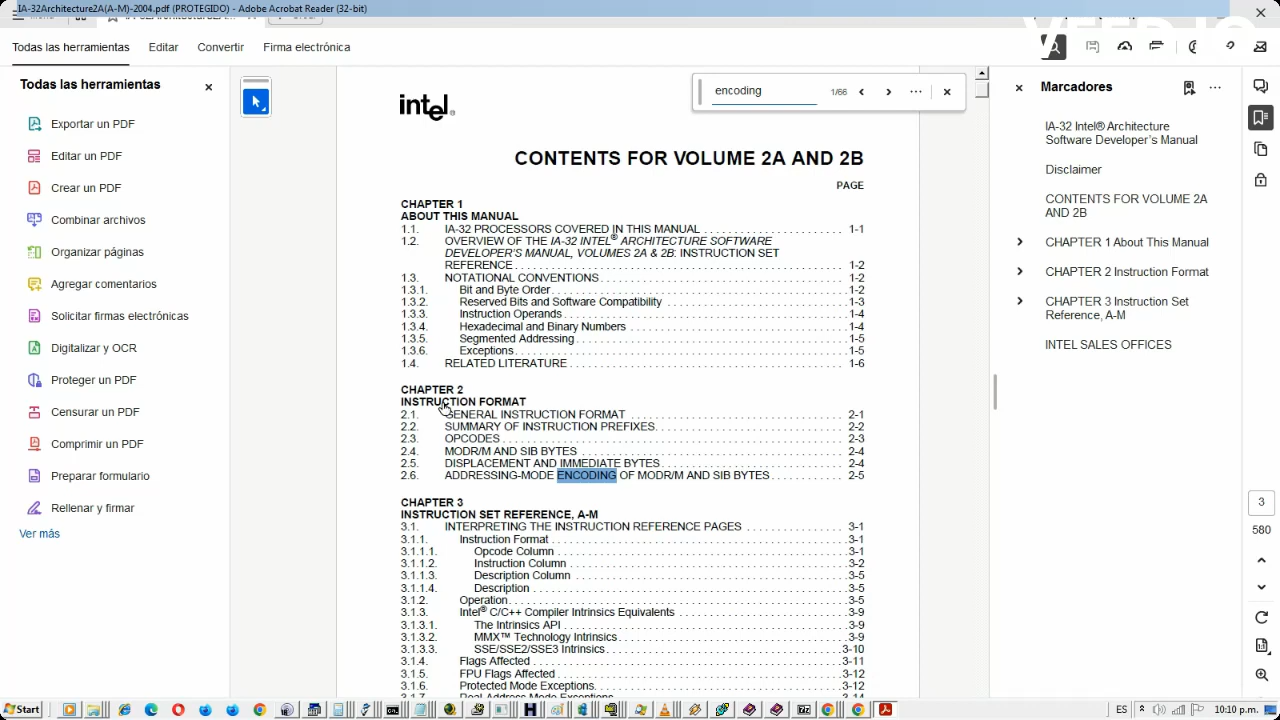 IA-32Architecture2A(A-M)-2004.pdf (PROTEGIDO) - Adobe Acrobat Reader (32-bit)
Todas las herramientas Editar Convertir Firma electrónica
Todas las herramientas
Exportar un PDF
Editar un PDF
Crear un PDF
Combinar archivos
Organizar páginas
Agregar comentarios
Solicitar firmas electrónicas
Digitalizar y OCR
Proteger un PDF
Censurar un PDF
Comprimir un PDF
Preparar formulario
Rellenar y firmar
Ver más
encoding 1/66
intel®
CONTENTS FOR VOLUME 2A AND 2B
PAGE
CHAPTER 1
ABOUT THIS MANUAL
1.1. IA-32 PROCESSORS COVERED IN THIS MANUAL 1-1
1.2. OVERVIEW OF THE IA-32 INTEL® ARCHITECTURE SOFTWARE
DEVELOPER'S MANUAL, VOLUMES 2A & 2B: INSTRUCTION SET
REFERENCE 1-2
1.3. NOTATIONAL CONVENTIONS 1-2
1.3.1. Bit and Byte Order 1-2
1.3.2. Reserved Bits and Software Compatibility 1-3
1.3.3. Instruction Operands 1-4
1.3.4. Hexadecimal and Binary Numbers 1-4
1.3.5. Segmented Addressing 1-5
1.3.6. Exceptions 1-5
1.4. RELATED LITERATURE 1-6
CHAPTER 2
INSTRUCTION FORMAT
2.1. GENERAL INSTRUCTION FORMAT 2-1
2.2. SUMMARY OF INSTRUCTION PREFIXES 2-2
2.3. OPCODES 2-3
2.4. MODR/M AND SIB BYTES 2-4
2.5. DISPLACEMENT AND IMMEDIATE BYTES 2-4
2.6. ADDRESSING-MODE ENCODING OF MODR/M AND SIB BYTES 2-5
CHAPTER 3
INSTRUCTION SET REFERENCE, A-M
3.1. INTERPRETING THE INSTRUCTION REFERENCE PAGES 3-1
3.1.1. Instruction Format 3-1
3.1.1.1. Opcode Column 3-1
3.1.1.2. Instruction Column 3-2
3.1.1.3. Description Column 3-5
3.1.1.4. Description 3-5
3.1.2. Operation 3-5
3.1.3. Intel® C/C++ Compiler Intrinsics Equivalents 3-9
3.1.3.1. The Intrinsics API 3-9
3.1.3.2. MMX™ Technology Intrinsics 3-9
3.1.3.3. SSE/SSE2/SSE3 Intrinsics 3-10
3.1.4. Flags Affected 3-11
3.1.5. FPU Flags Affected 3-12
3.1.6. Protected Mode Exceptions 3-12
Marcadores
IA-32 Intel® Architecture
Software Developer's Manual
Disclaimer
CONTENTS FOR VOLUME 2A
AND 2B
CHAPTER 1 About This Manual
CHAPTER 2 Instruction Format
CHAPTER 3 Instruction Set
Reference, A-M
INTEL SALES OFFICES
3
580
Start
ES
10:10 p.m.